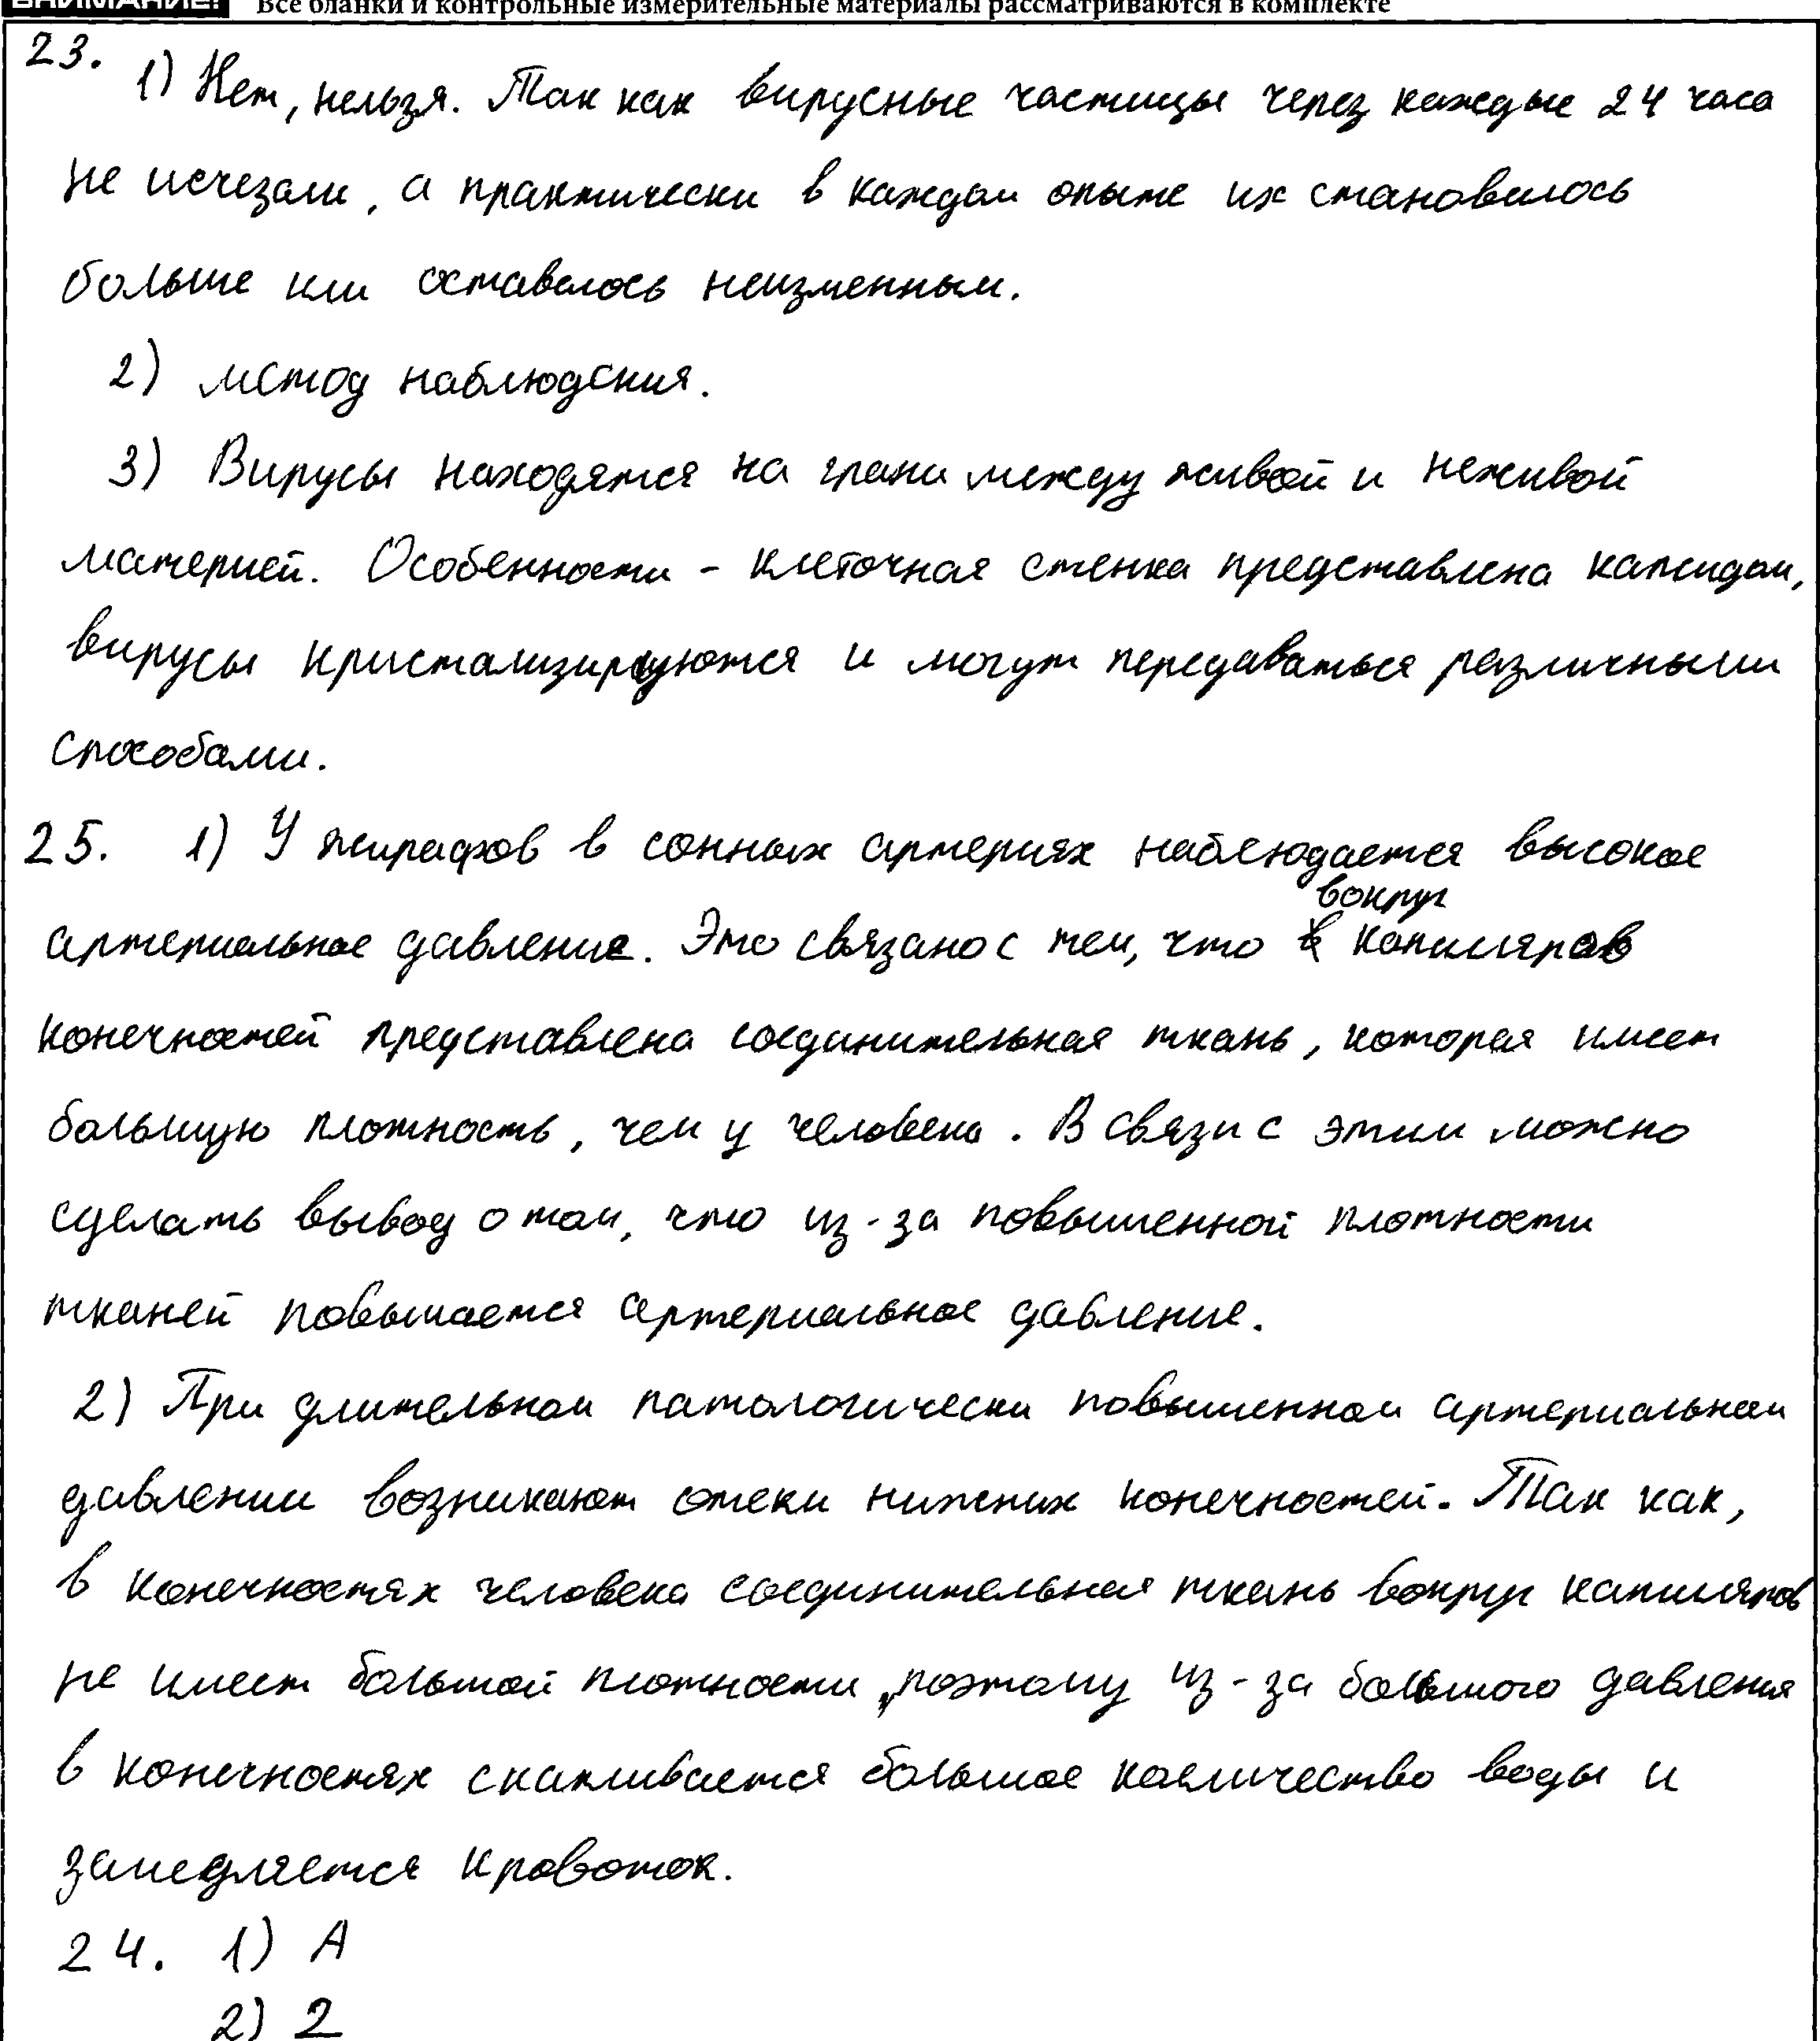 ВНИМАНИЕ! Все бланки и контрольные измерительные материалы рассматриваются в комплекте
23.
1) Нет, нельзя. Так как вирусные частицы через каждые 24 часа
не исчезали, а практически в каждом опыте их становилось
больше или оставалось неизменным.
2) метод наблюдения.
3) Вирусы находятся на грани между живой и неживой
материей. Особенности - клеточная стенка представлена капсидом,
вирусы кристализируются и могут передаваться различными
способами.
25. 1) У жирафов в сонных артериях наблюдается высокое
вокруг
артериальное давление. Это связано с тем, что капиляров
конечностей представлена соединительная ткань, которая имеет
большую плотность, чем у человека. В связи с этим можно
сделать вывод о том, что из-за повышенной плотности
тканей повышается артериальное давление.
2) При длительном патологически повышенном артериальном
давлении возникают отеки нижних конечностей. Так как,
в конечностях человека соединительная ткань вокруг капиляров
не имеет большой плотности, поэтому из-за большого давления
в конечностях скапливается большое количество воды и
замедляется кровоток.
24. 1) А
2) 2